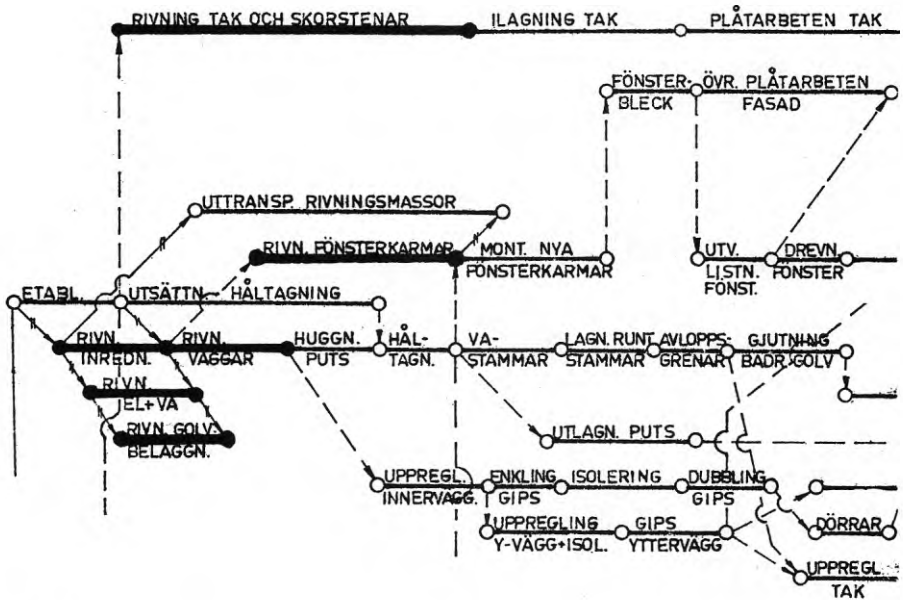 RIVNING TAK OCH SKORSTENAR ILAGNING TAK PLÅTARBETEN TAK
FÖNSTER- ÖVR. PLÅTARBETEN
BLECK FASAD
UTTRANSP. RIVNINGSMASSOR
RIVN. FÖNSTERKARMAR MONT. NYA UTV. DREVN.
FÖNSTERKARMAR LISTN. FÖNSTER
FÖNST.
ETABL. UTSÄTTN. HÅLTAGNING
RIVN. RIVN. HUGGN. HÅL- VA- LAGN. RUNT AVLOPPS- GJUTNING
INREDN. VÄGGAR PUTS TAGN. STAMMAR STAMMAR GRENAR BADR. GOLV
RIVN.
EL+VA
RIVN. GOLV-
BELÄGGN.
UTLAGN. PUTS
UPPREGL. ENKLING ISOLERING DUBBLING
INNERVÄGG. GIPS GIPS
UPPREGLING GIPS DÖRRAR
Y-VÄGG+ISOL. YTTERVÄGG
UPPREGL.
TAK